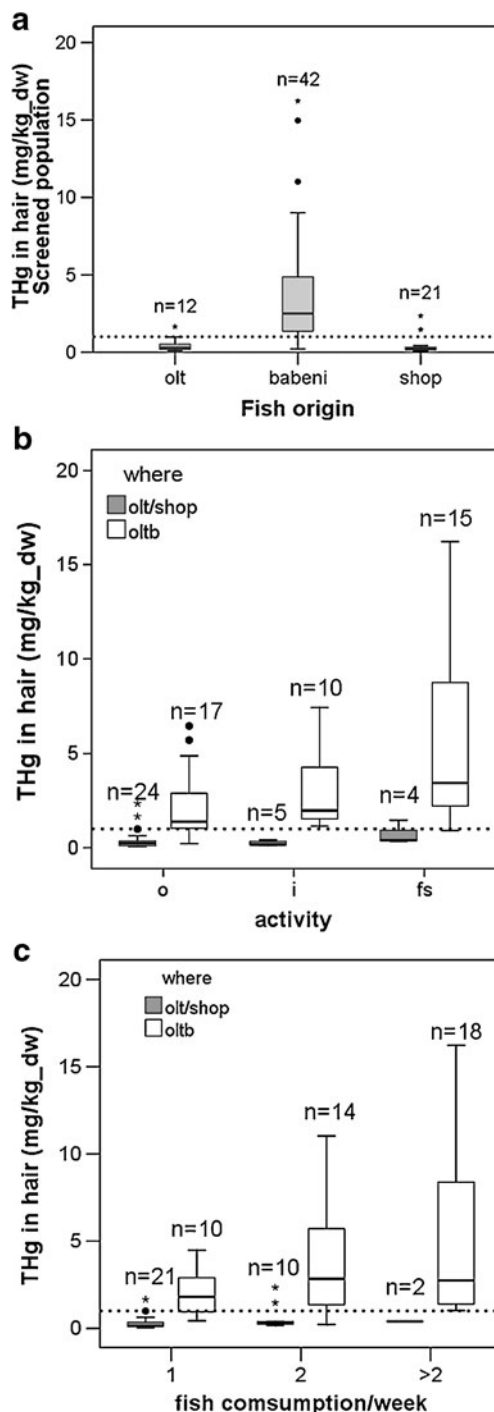 a
THg in hair (mg/kg_dw)
Screened population
20
15
10
5
0
n=12
n=42
n=21
olt babeni shop
Fish origin
b
THg in hair (mg/kg_dw)
20
15
10
5
0
where
olt/shop
oltb
n=24
n=17
n=5
n=10
n=4
n=15
o i fs
activity
c
THg in hair (mg/kg_dw)
20
15
10
5
0
where
olt/shop
oltb
n=21
n=10
n=10
n=14
n=2
n=18
1 2 >2
fish comsumption/week